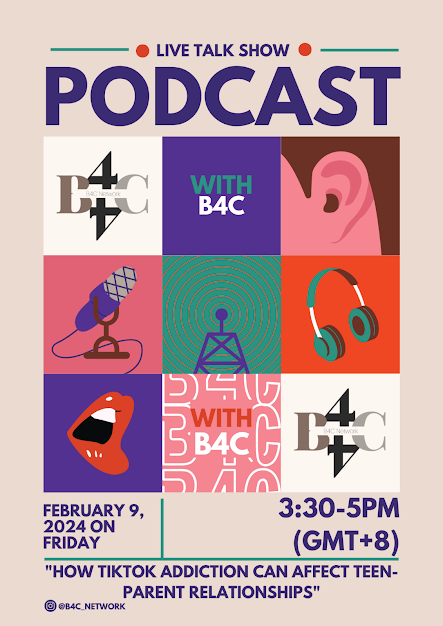 LIVE TALK SHOW
PODCAST
B4C
B4C Network
WITH
B4C
WITH
B4C
B4C
B4C Network
FEBRUARY 9,
2024 ON
FRIDAY
3:30-5PM
(GMT+8)
"HOW TIKTOK ADDICTION CAN AFFECT TEEN-
PARENT RELATIONSHIPS"
@B4C_NETWORK